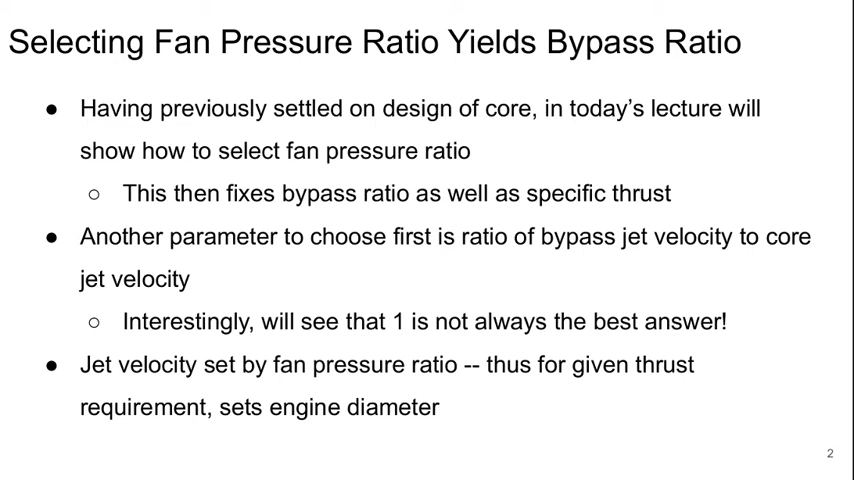 Selecting Fan Pressure Ratio Yields Bypass Ratio
● Having previously settled on design of core, in today's lecture will
show how to select fan pressure ratio
○ This then fixes bypass ratio as well as specific thrust
● Another parameter to choose first is ratio of bypass jet velocity to core
jet velocity
○ Interestingly, will see that 1 is not always the best answer!
● Jet velocity set by fan pressure ratio -- thus for given thrust
requirement, sets engine diameter
2